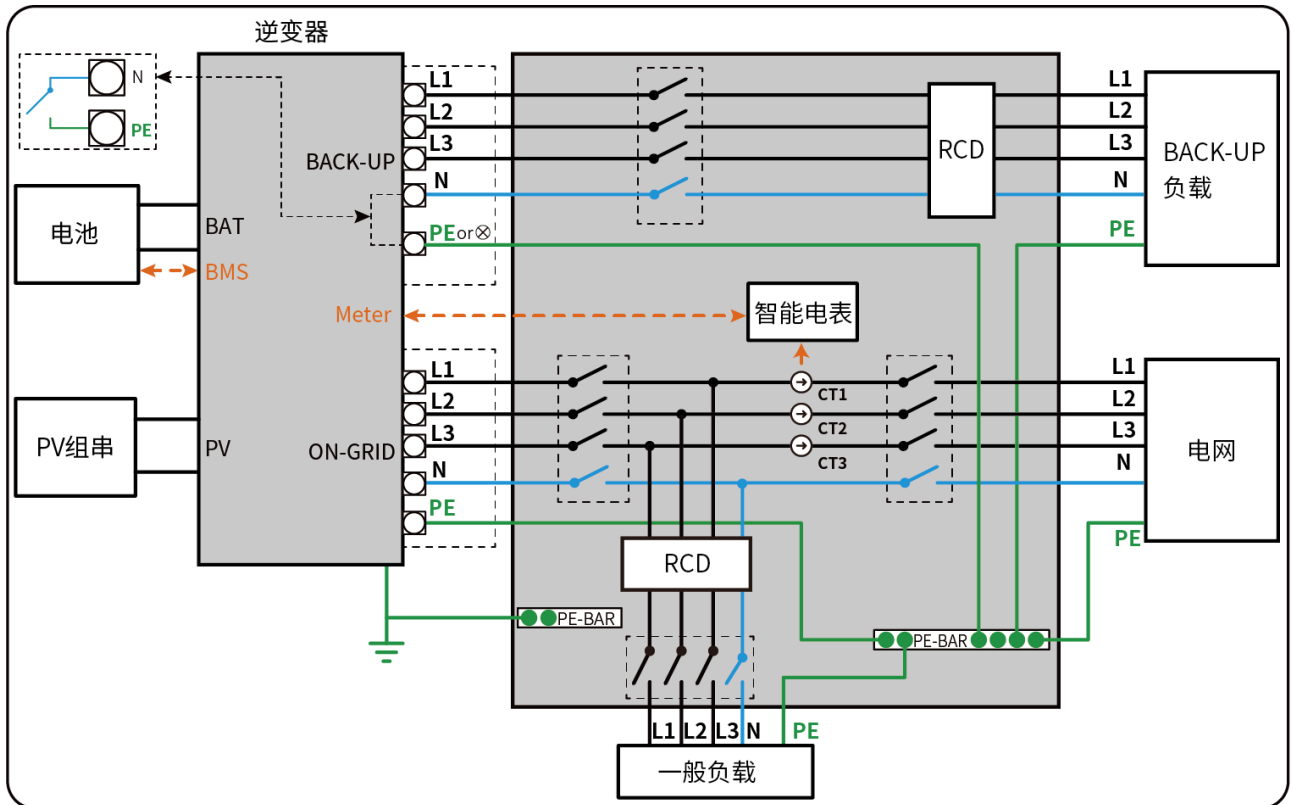 逆变器
N
PE
L1
L2
L3
BACK-UP
N
PEor⊗
RCD
L1
L2
L3
N
PE
BACK-UP
负载
电池
BAT
BMS
Meter
智能电表
L1
L2
L3
ON-GRID
N
PE
CT1
CT2
CT3
L1
L2
L3
N
PE
电网
PV组串
PV
RCD
PE-BAR
PE-BAR
L1
L2
L3
N
PE
一般负载